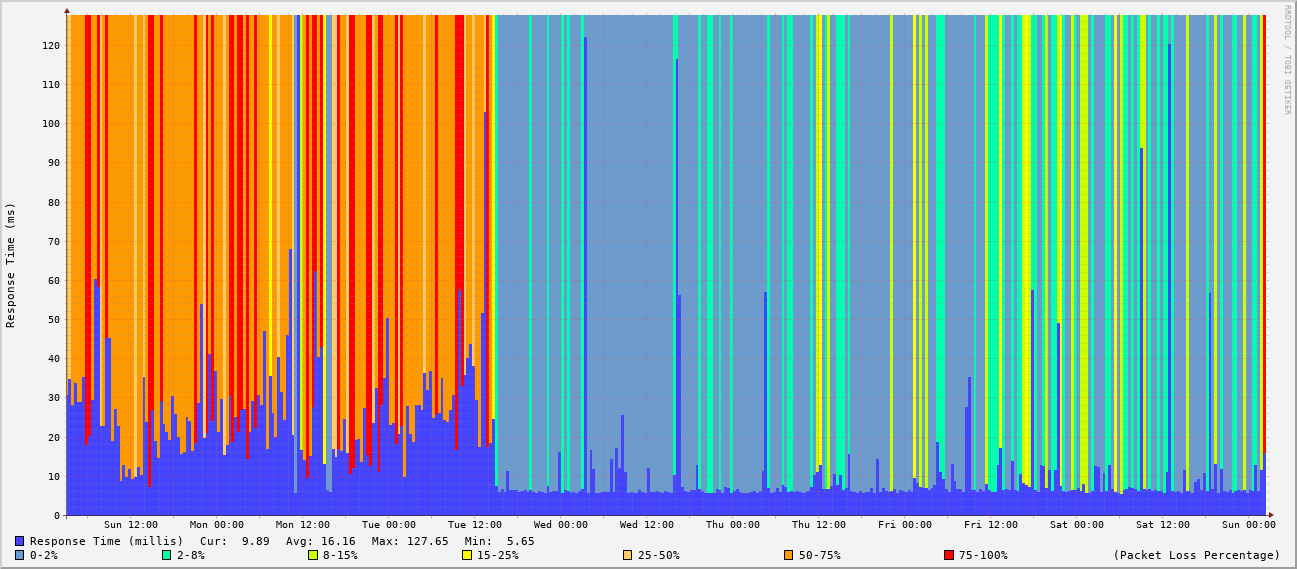 RRDTOOL / TOBI OETIKER
Response Time (ms)
120
110
100
90
80
70
60
50
40
30
20
10
0
Sun 12:00 Mon 00:00 Mon 12:00 Tue 00:00 Tue 12:00 Wed 00:00 Wed 12:00 Thu 00:00 Thu 12:00 Fri 00:00 Fri 12:00 Sat 00:00 Sat 12:00 Sun 00:00
Response Time (millis) Cur: 9.89 Avg: 16.16 Max: 127.65 Min: 5.65
0-2% 2-8% 8-15% 15-25% 25-50% 50-75% 75-100% (Packet Loss Percentage)